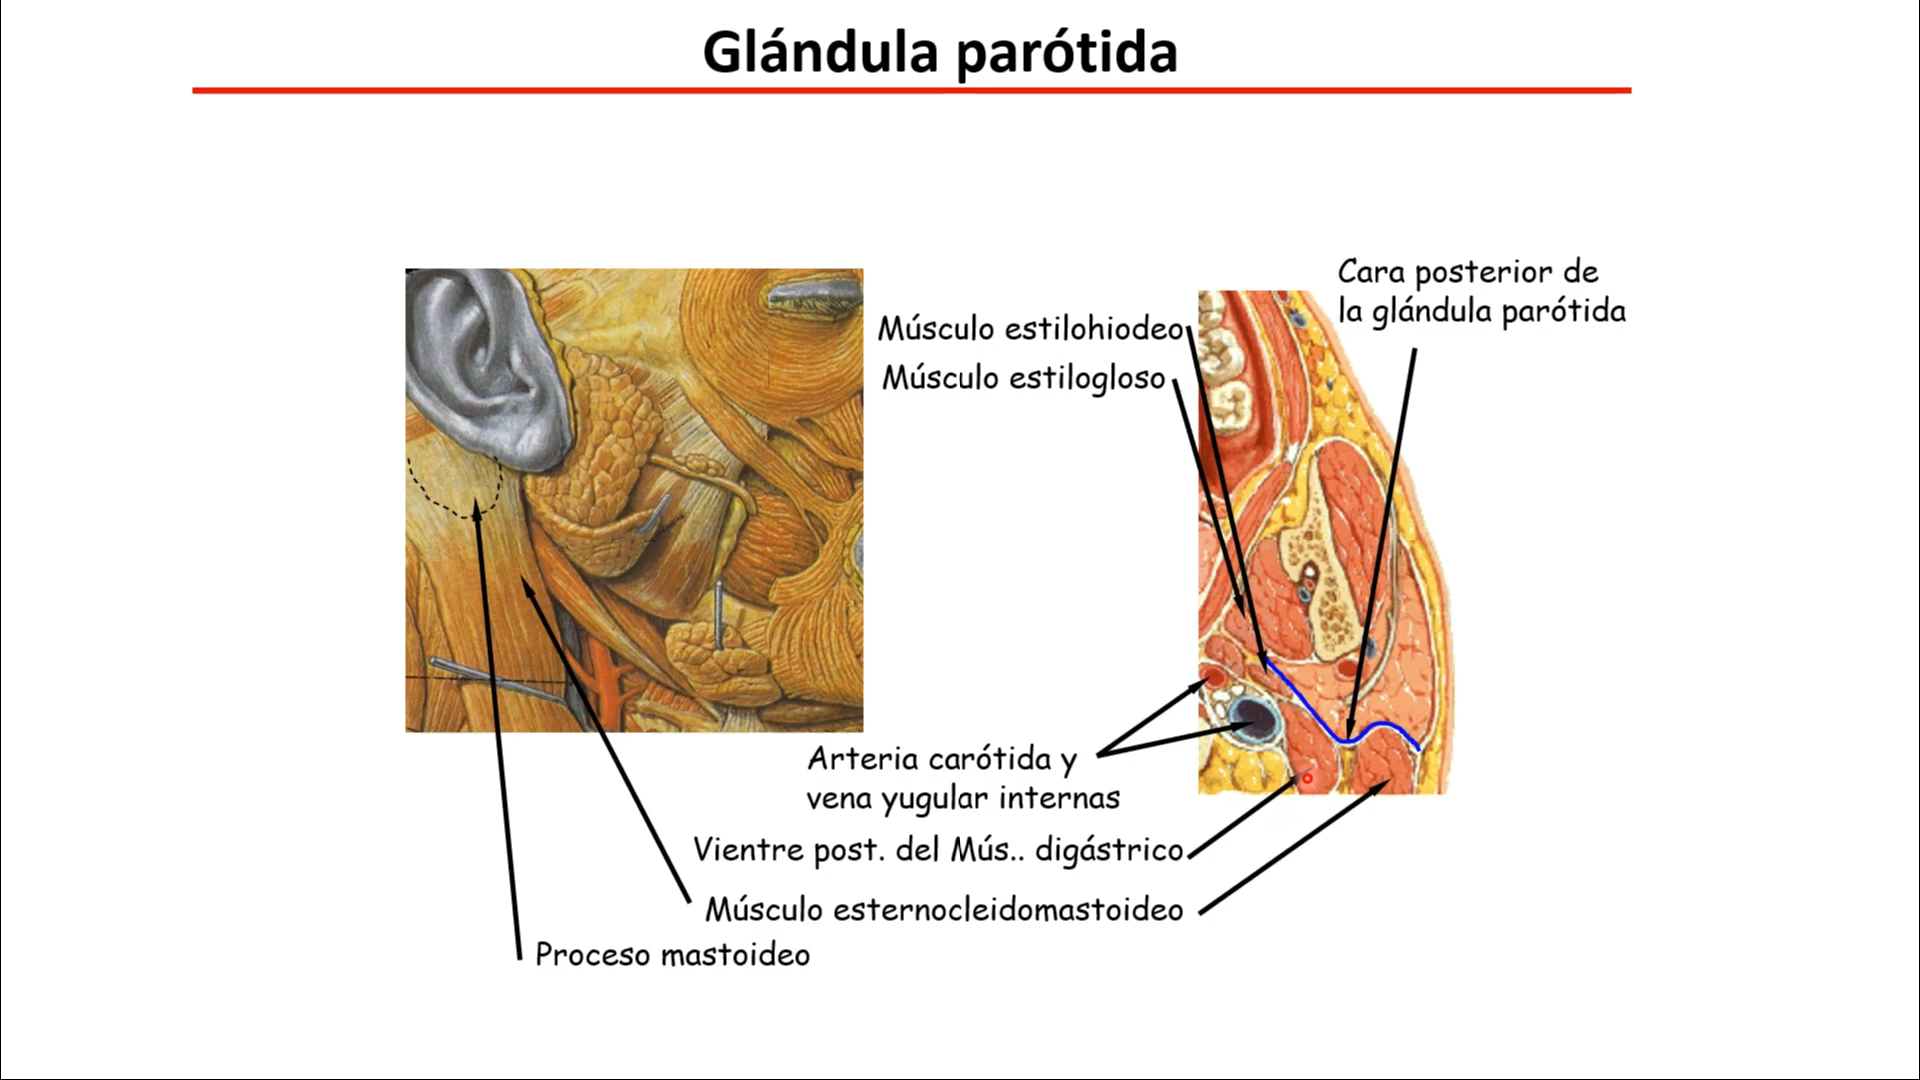 Glándula parótida
Cara posterior de
la glándula parótida
Músculo estilohiodeo
Músculo estilogloso
Arteria carótida y
vena yugular internas
Vientre post. del Mús.. digástrico
Músculo esternocleidomastoideo
Proceso mastoideo